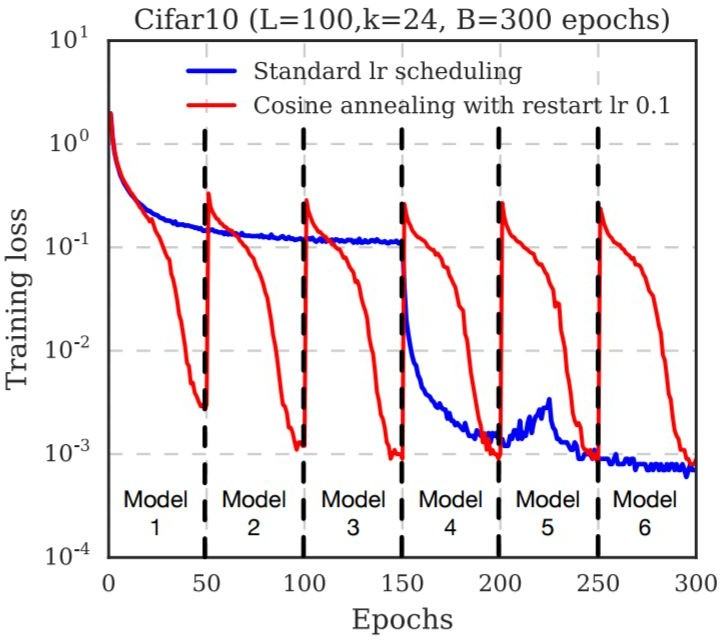 Cifar10 (L=100,k=24, B=300 epochs)
Standard lr scheduling
Cosine annealing with restart lr 0.1
Training loss
10^1
10^0
10^-1
10^-2
10^-3
10^-4
Model 1
Model 2
Model 3
Model 4
Model 5
Model 6
0 50 100 150 200 250 300
Epochs